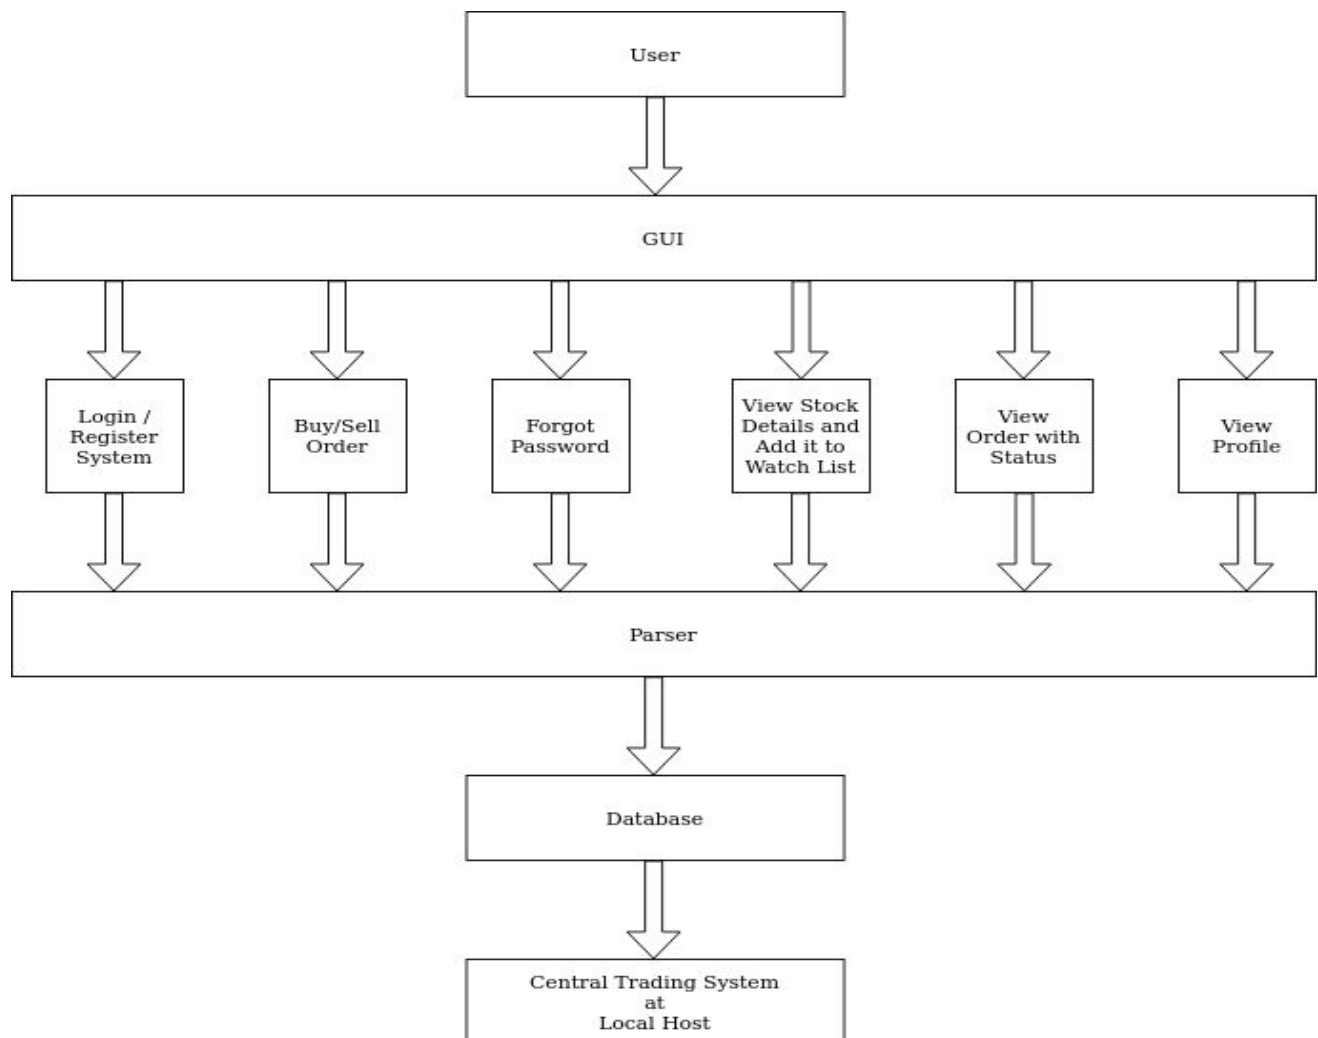 User
GUI
Login /
Register
System
Buy/Sell
Order
Forgot
Password
View Stock
Details and
Add it to
Watch List
View
Order with
Status
View
Profile
Parser
Database
Central Trading System
at
Local Host